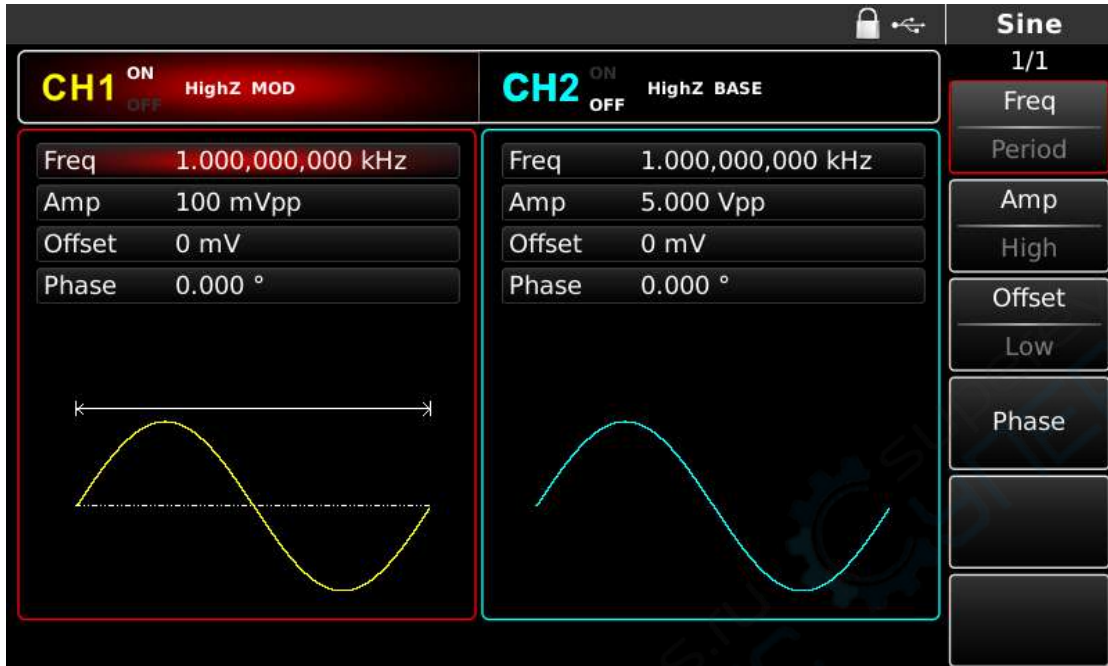 Sine
1/1
CH1 ON OFF HighZ MOD
CH2 ON OFF HighZ BASE
Freq 1.000,000,000 kHz
Amp 100 mVpp
Offset 0 mV
Phase 0.000 °
Freq 1.000,000,000 kHz
Amp 5.000 Vpp
Offset 0 mV
Phase 0.000 °
Freq
Period
Amp
High
Offset
Low
Phase